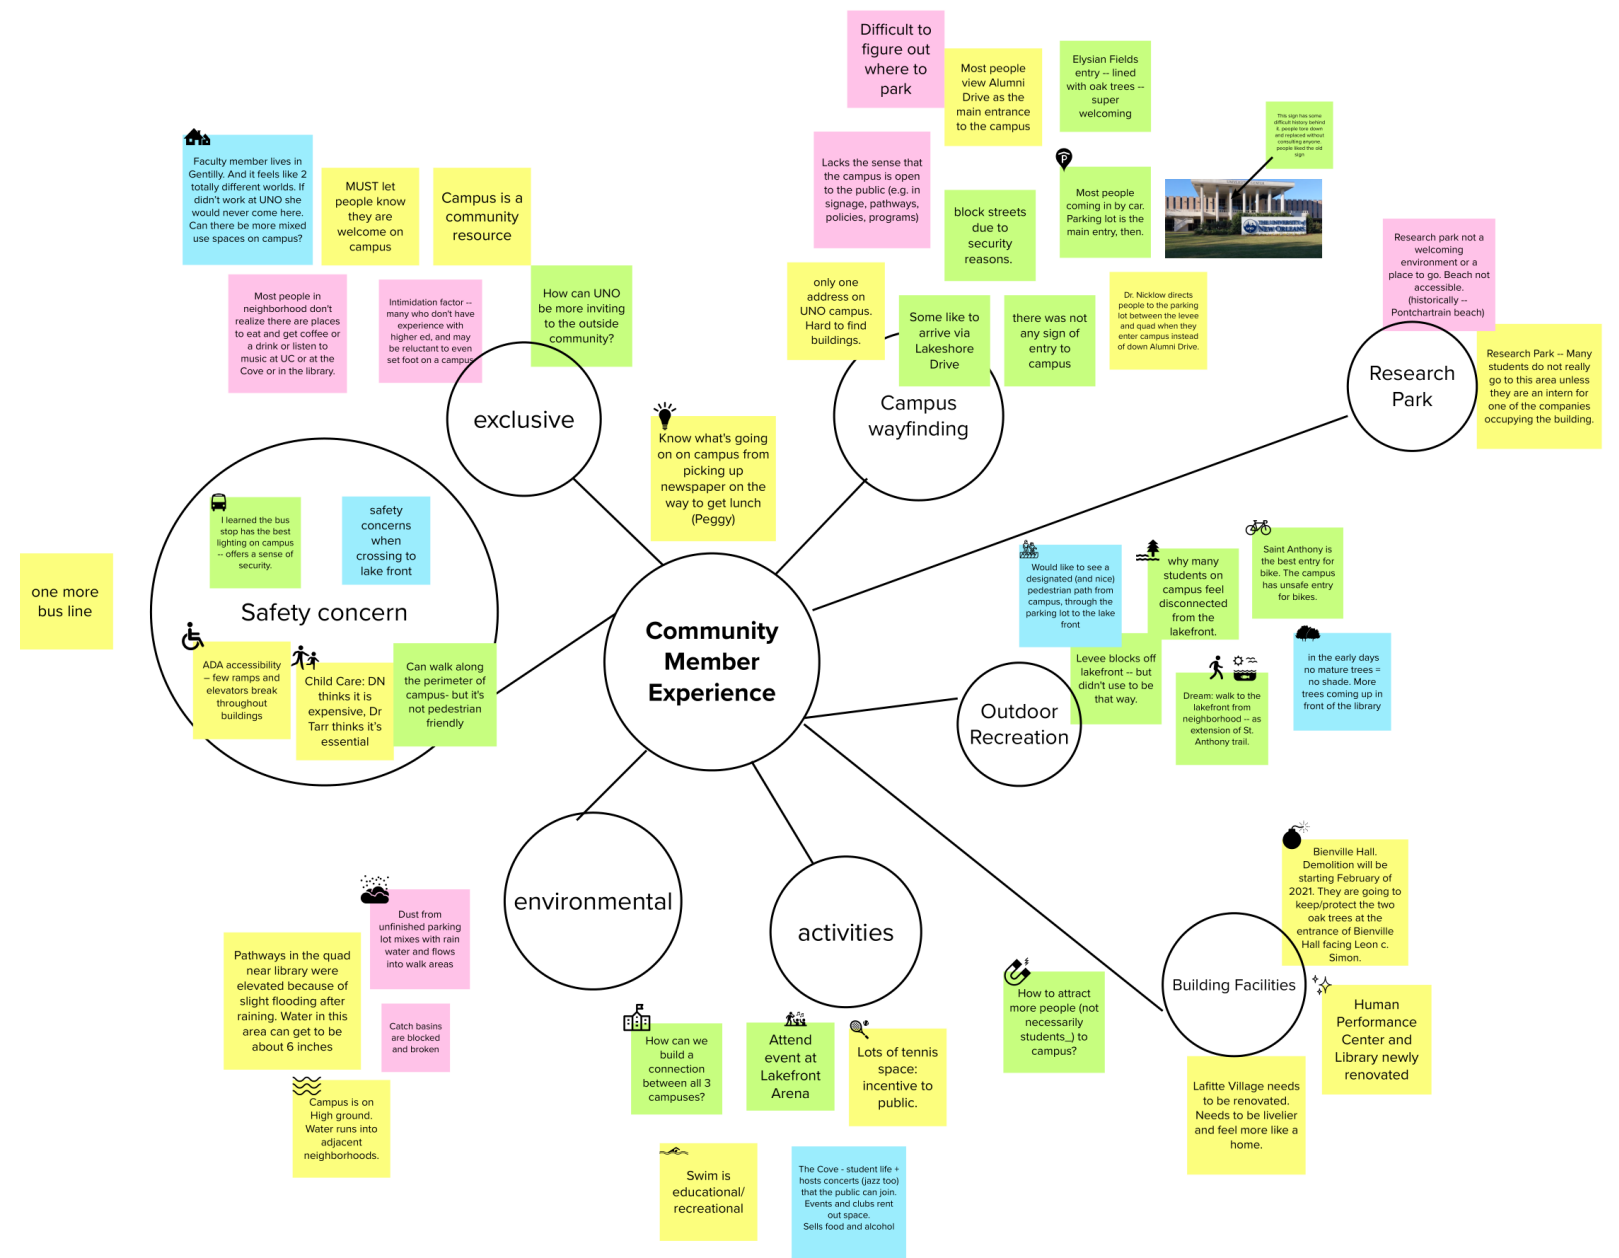 Difficult to
figure out
where to
park
Most people
view Alumni
Drive as the
main entrance
to the campus
Elysian Fields
entry -- lined
with oak trees --
super
welcoming
This sign has some
difficult history behind
it. people tore down
and replaced without
consulting anyone.
people liked the old
sign
Faculty member lives in
Gentilly. And it feels like 2
totally different worlds. If
didn't work at UNO she
would never come here.
Can there be more mixed
use spaces on campus?
MUST let
people know
they are
welcome on
campus
Campus is a
community
resource
Lacks the sense that
the campus is open
to the public (e.g. in
signage, pathways,
policies, programs)
block streets
due to
security
reasons.
P
Most people
coming in by car.
Parking lot is the
main entry, then.
THE UNIVERSITY of
NEW ORLEANS
Research park not a
welcoming
environment or a
place to go. Beach not
accessible.
(historically --
Pontchartrain beach)
Most people in
neighborhood don't
realize there are places
to eat and get coffee or
a drink or listen to
music at UC or at the
Cove or in the library.
Intimidation factor --
many who don't have
experience with
higher ed, and may
be reluctant to even
set foot on a campus
How can UNO
be more inviting
to the outside
community?
only one
address on
UNO campus.
Hard to find
buildings.
Some like to
arrive via
Lakeshore
Drive
there was not
any sign of
entry to
campus
Dr. Nicklow directs
people to the parking
lot between the levee
and quad when they
enter campus instead
of down Alumni Drive.
Research Park -- Many
students do not really
go to this area unless
they are an intern for
one of the companies
occupying the building.
Research
Park
exclusive
Campus
wayfinding
Know what's going
on on campus from
picking up
newspaper on the
way to get lunch
(Peggy)
I learned the bus
stop has the best
lighting on campus
-- offers a sense of
security.
safety
concerns
when
crossing to
lake front
one more
bus line
Safety concern
ADA accessibility
– few ramps and
elevators break
throughout
buildings
Child Care: DN
thinks it is
expensive, Dr
Tarr thinks it's
essential
Can walk along
the perimeter of
campus- but it's
not pedestrian
friendly
Community
Member
Experience
Would like to see a
designated (and nice)
pedestrian path from
campus, through the
parking lot to the lake
front
why many
students on
campus feel
disconnected
from the
lakefront.
Saint Anthony is
the best entry for
bike. The campus
has unsafe entry
for bikes.
Levee blocks off
lakefront -- but
didn't use to be
that way.
Dream: walk to the
lakefront from
neighborhood -- as
extension of St.
Anthony trail.
in the early days
no mature trees =
no shade. More
trees coming up in
front of the library
Outdoor
Recreation
environmental
activities
Building Facilities
Bienville Hall.
Demolition will be
starting February of
2021. They are going to
keep/protect the two
oak trees at the
entrance of Bienville
Hall facing Leon c.
Simon.
Human
Performance
Center and
Library newly
renovated
Lafitte Village needs
to be renovated.
Needs to be livelier
and feel more like a
home.
How to attract
more people (not
necessarily
students_) to
campus?
Dust from
unfinished parking
lot mixes with rain
water and flows
into walk areas
Pathways in the quad
near library were
elevated because of
slight flooding after
raining. Water in this
area can get to be
about 6 inches
Catch basins
are blocked
and broken
Campus is on
High ground.
Water runs into
adjacent
neighborhoods.
How can we
build a
connection
between all 3
campuses?
Attend
event at
Lakefront
Arena
Lots of tennis
space:
incentive to
public.
Swim is
educational/
recreational
The Cove - student life +
hosts concerts (jazz too)
that the public can join.
Events and clubs rent
out space.
Sells food and alcohol